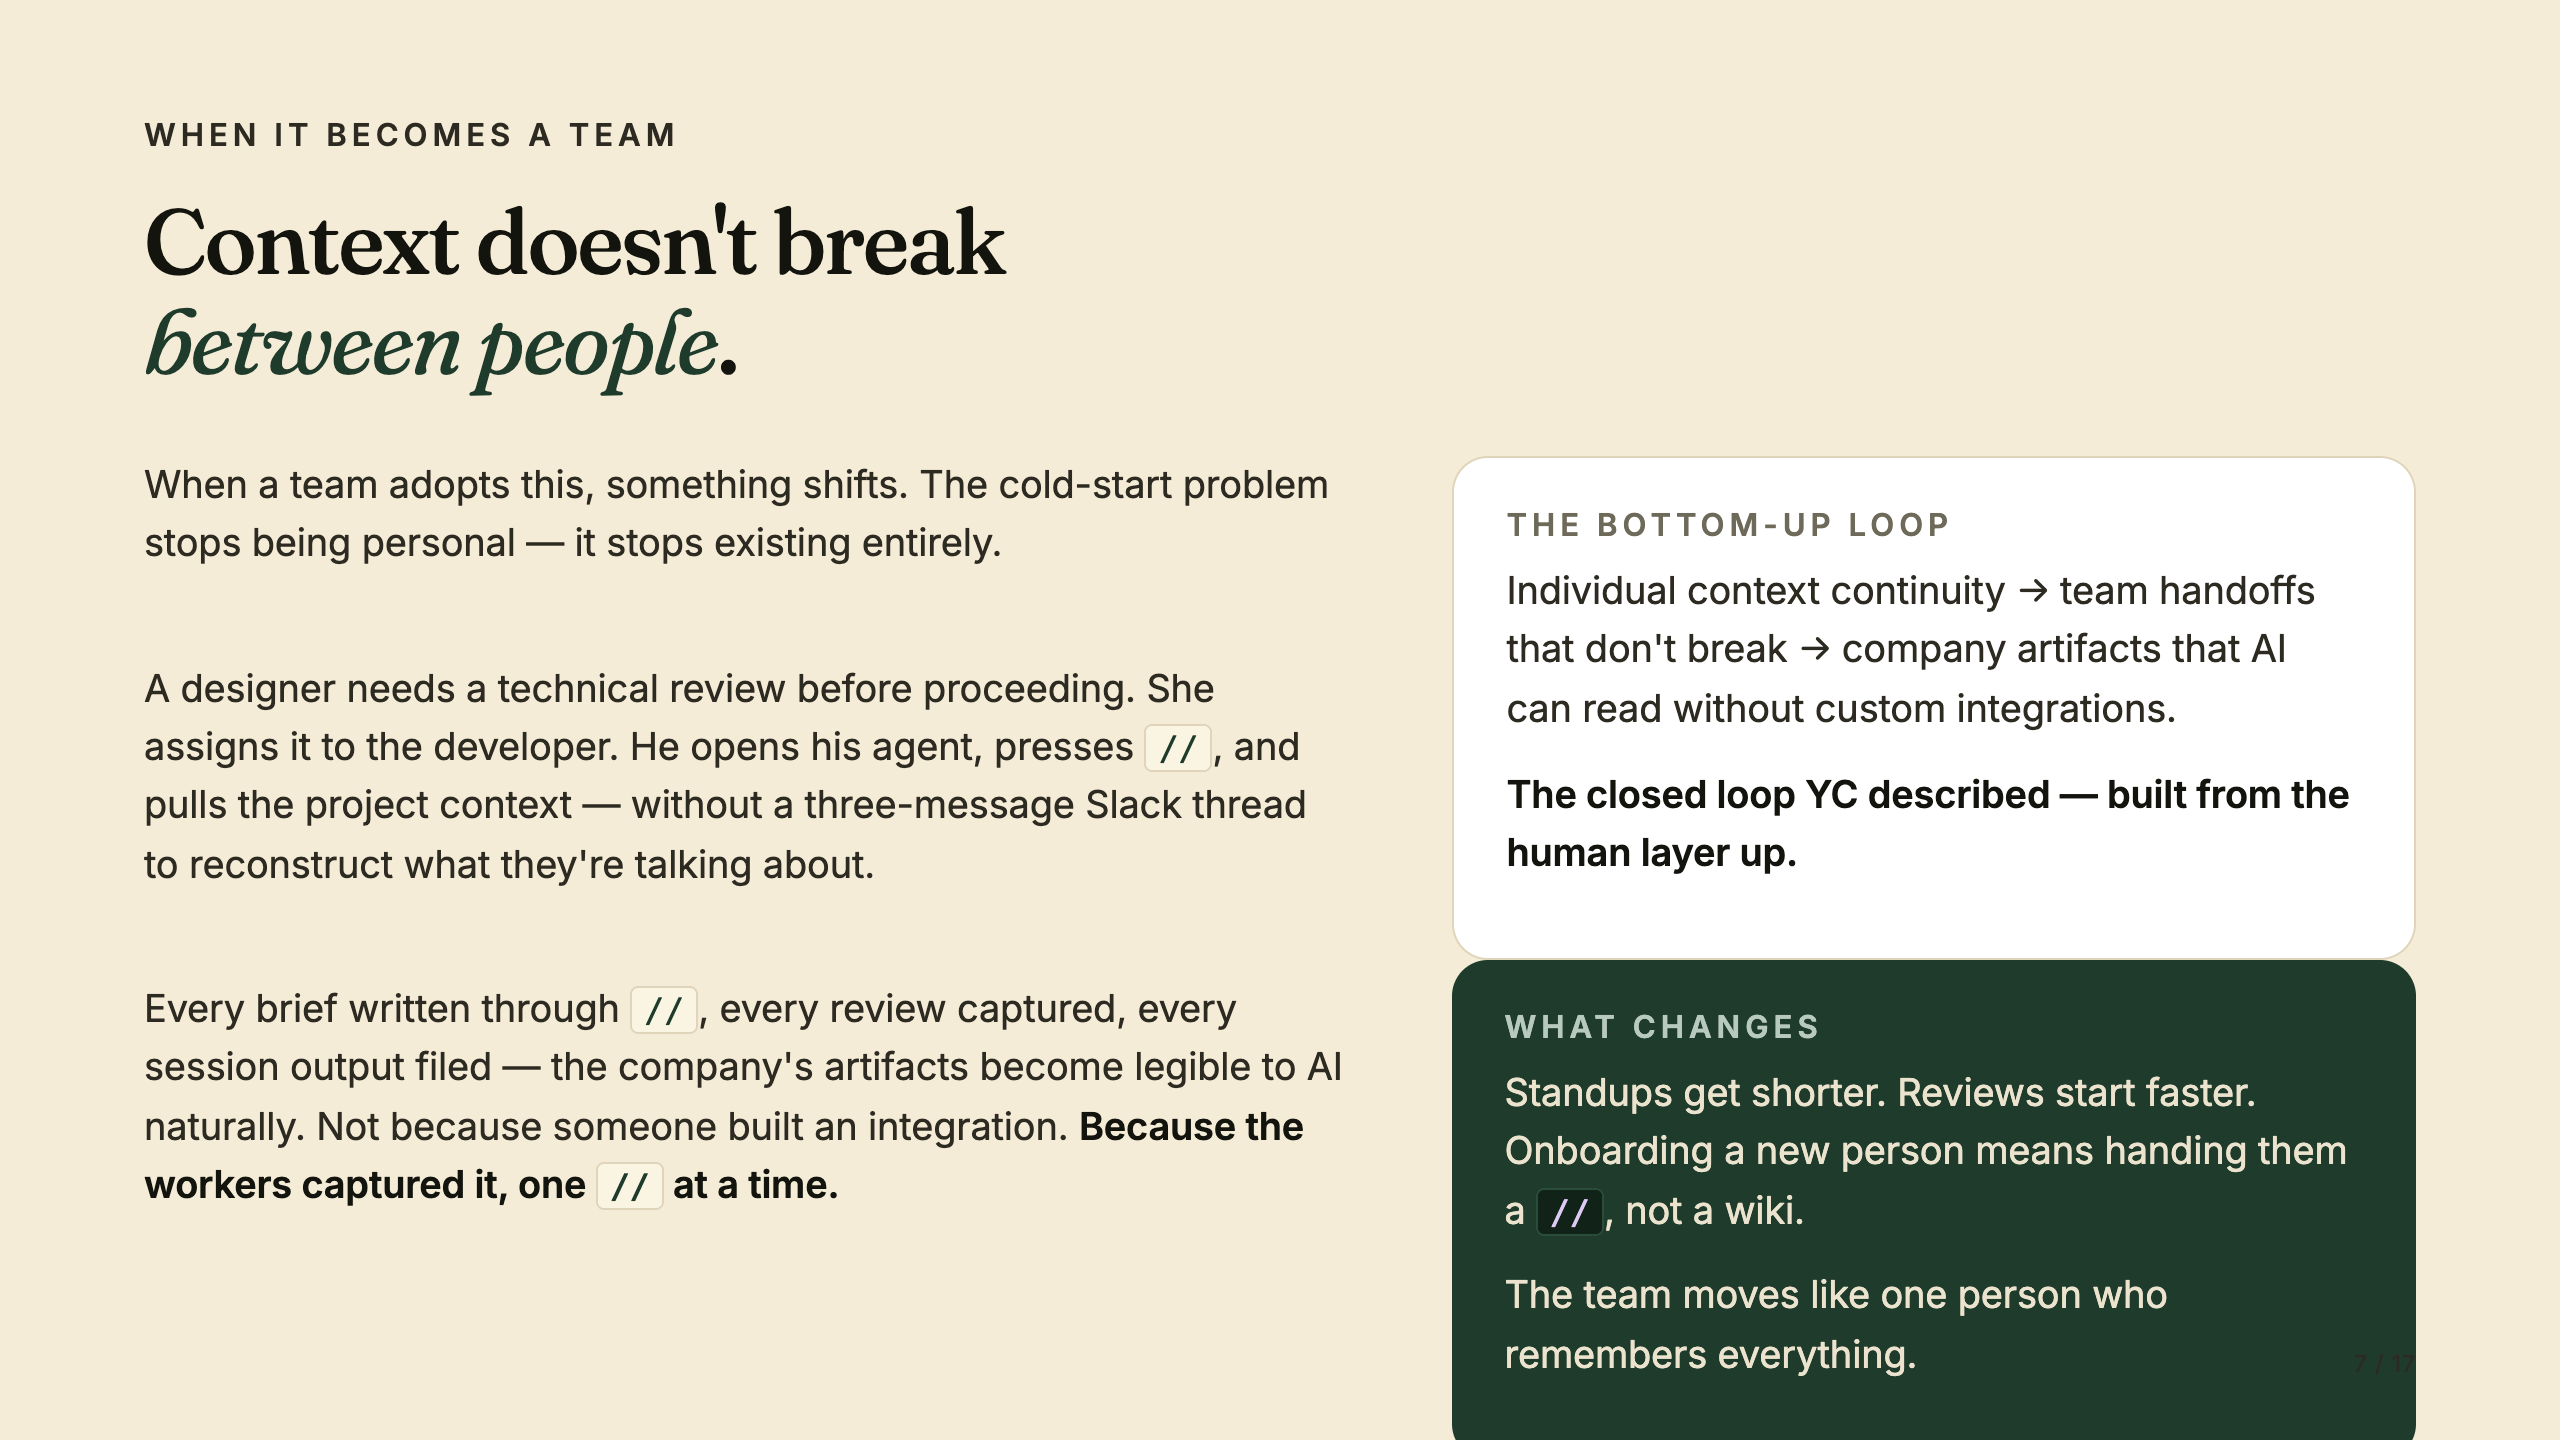 WHEN IT BECOMES A TEAM
Context doesn't break
between people.
When a team adopts this, something shifts. The cold-start problem
stops being personal — it stops existing entirely.
A designer needs a technical review before proceeding. She
assigns it to the developer. He opens his agent, presses //, and
pulls the project context — without a three-message Slack thread
to reconstruct what they're talking about.
Every brief written through //, every review captured, every
session output filed — the company's artifacts become legible to AI
naturally. Not because someone built an integration. Because the
workers captured it, one // at a time.
THE BOTTOM-UP LOOP
Individual context continuity → team handoffs
that don't break → company artifacts that AI
can read without custom integrations.
The closed loop YC described — built from the
human layer up.
WHAT CHANGES
Standups get shorter. Reviews start faster.
Onboarding a new person means handing them
a //, not a wiki.
The team moves like one person who
remembers everything.
7 / 17